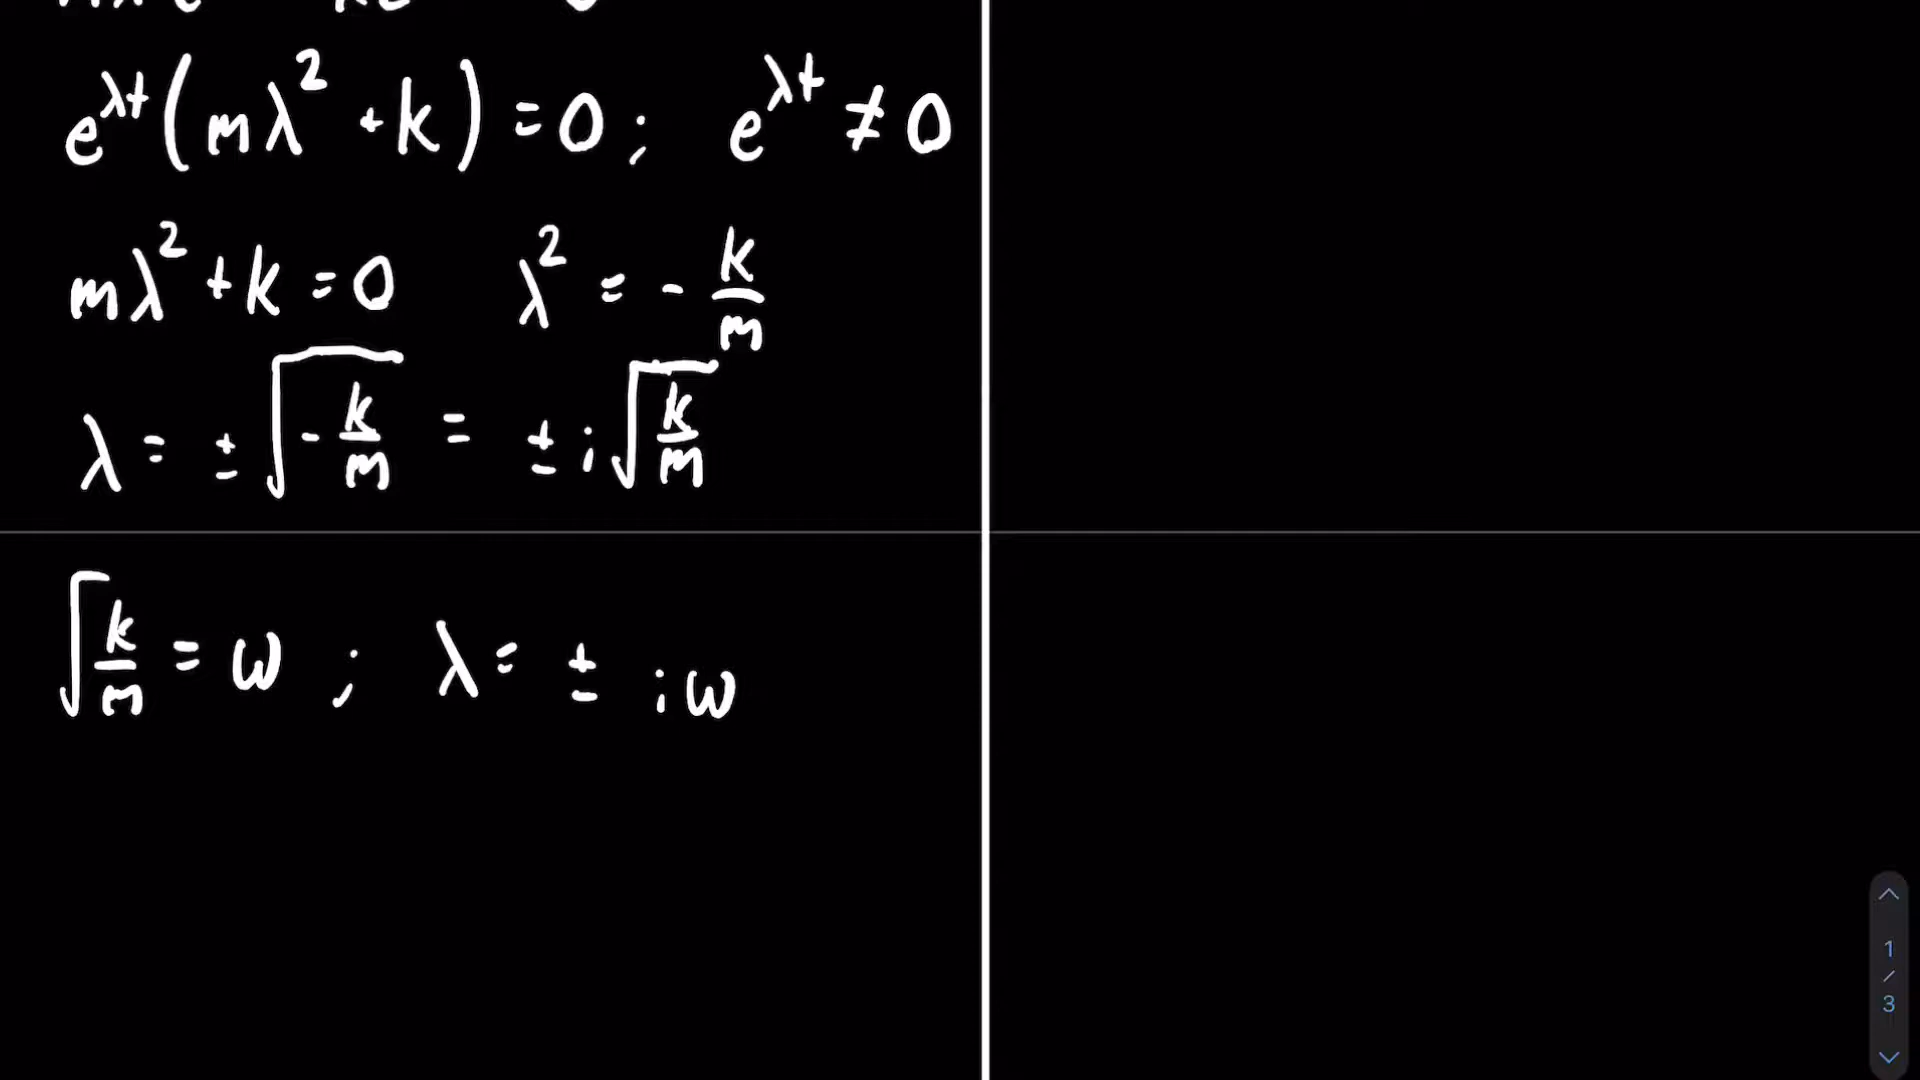 e^{λt}(mλ² + k) = 0 ; e^{λt} ≠ 0
mλ² + k = 0 λ² = - k/m
λ = ± √(- k/m) = ± i √(k/m)
√(k/m) = ω ; λ = ± iω
1
/
3